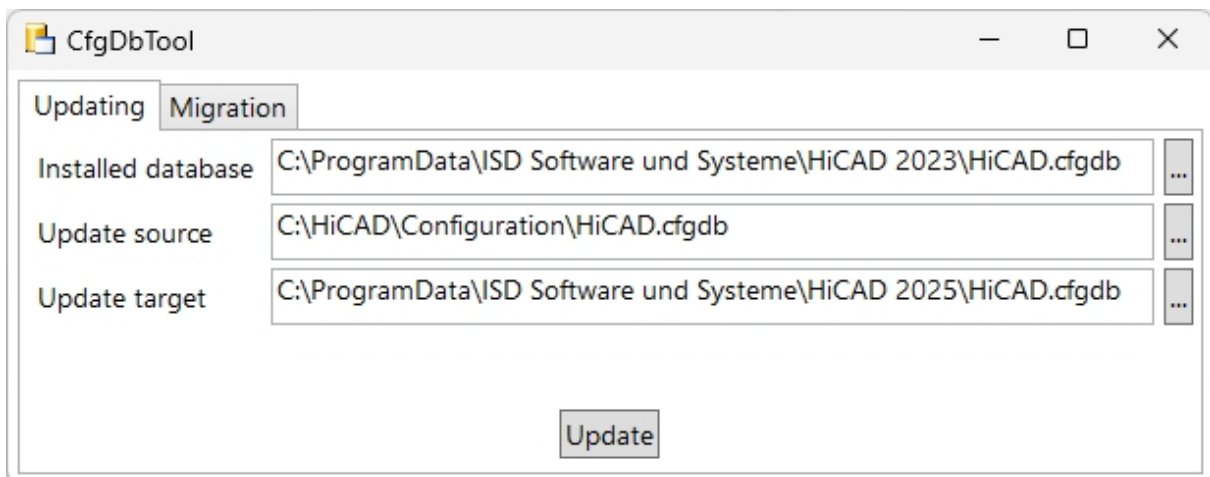 CfgDbTool
Updating Migration
Installed database C:\ProgramData\ISD Software und Systeme\HiCAD 2023\HiCAD.cfgdb ...
Update source C:\HiCAD\Configuration\HiCAD.cfgdb ...
Update target C:\ProgramData\ISD Software und Systeme\HiCAD 2025\HiCAD.cfgdb ...
Update